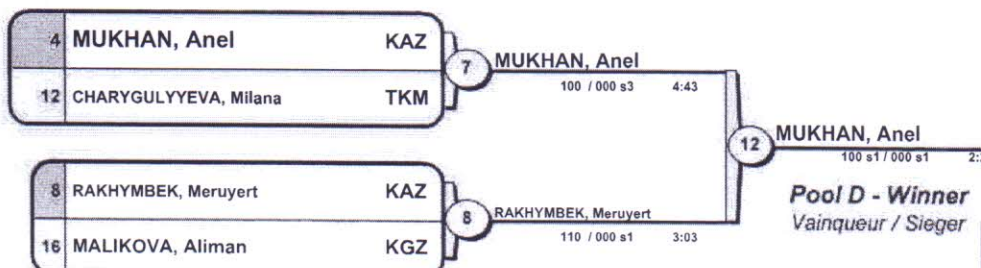 4 MUKHAN, Anel KAZ
12 CHARYGULYYEVA, Milana TKM
7 MUKHAN, Anel
100 / 000 s3 4:43
8 RAKHYMBEK, Meruyert KAZ
16 MALIKOVA, Aliman KGZ
8 RAKHYMBEK, Meruyert
110 / 000 s1 3:03
12 MUKHAN, Anel
100 s1 / 000 s1
Pool D - Winner
Vainqueur / Sieger